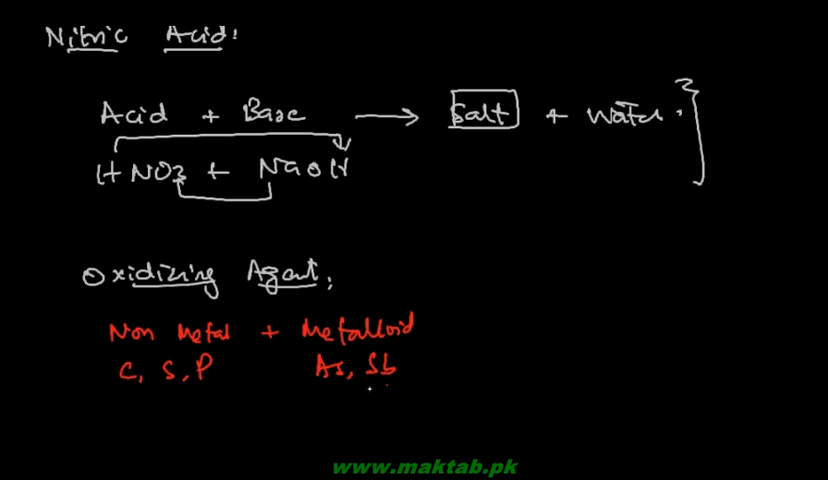 Nitric Acid:
Acid + Base → Salt + Water.
HNO3 + NaOH
Oxidizing Agent,
Non Metal + Metalloid
C, S, P As, Sb
www.maktab.pk